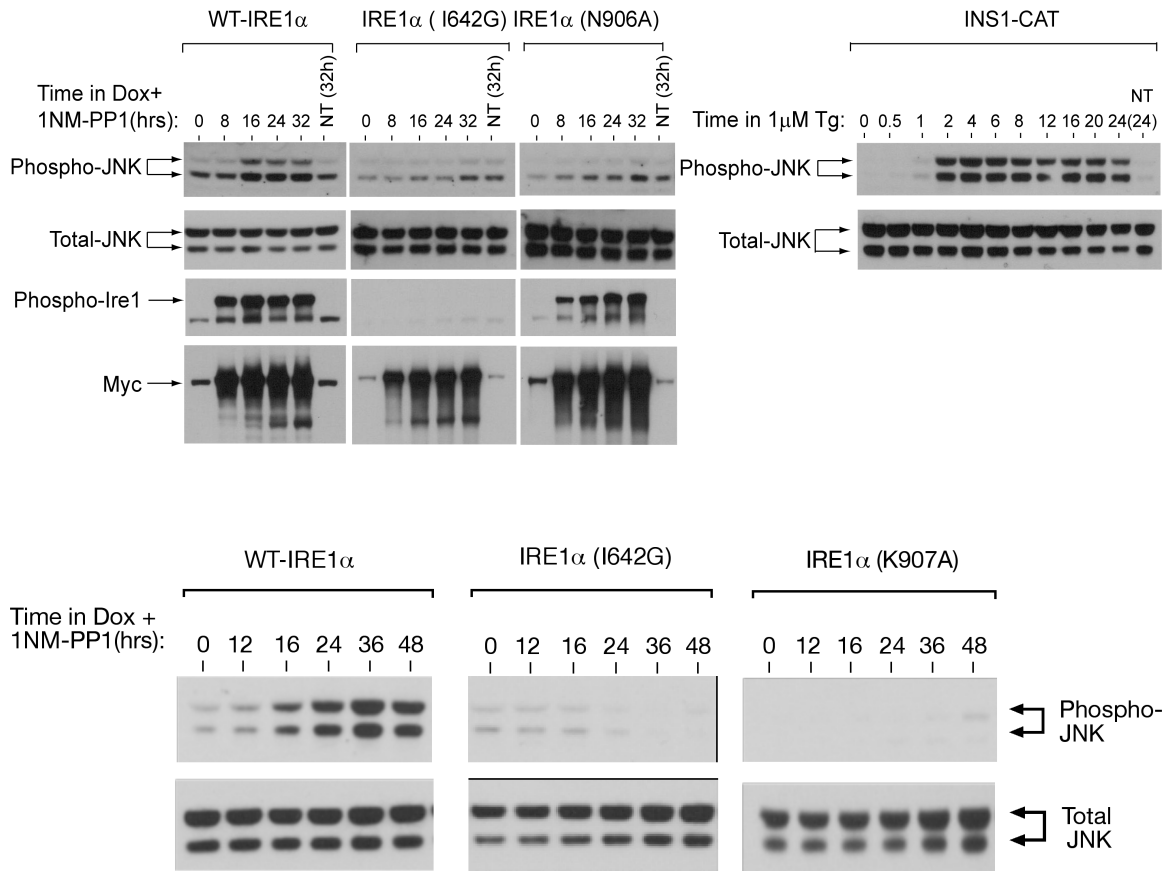 WT-IRE1α
IRE1α ( I642G)
IRE1α (N906A)
INS1-CAT
Time in Dox+
1NM-PP1(hrs):
0 8 16 24 32 NT (32h)
0 8 16 24 32 NT (32h)
0 8 16 24 32 NT (32h)
NT
Time in 1μM Tg: 0 0.5 1 2 4 6 8 12 16 20 24(24)
Phospho-JNK
Phospho-JNK
Total-JNK
Total-JNK
Phospho-Ire1
Myc
WT-IRE1α
IRE1α (I642G)
IRE1α (K907A)
Time in Dox +
1NM-PP1(hrs):
0 12 16 24 36 48
0 12 16 24 36 48
0 12 16 24 36 48
Phospho-
JNK
Total
JNK